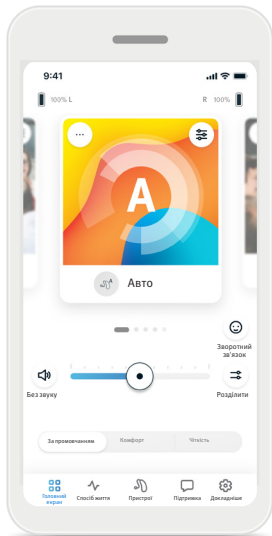 9:41
100% L
R 100%
A
Авто
Зворотний
зв'язок
Без звуку
Розділити
За промовчанням
Комфорт
Чіткість
Головний
екран
Спосіб життя
Пристрої
Підтримка
Докладніше